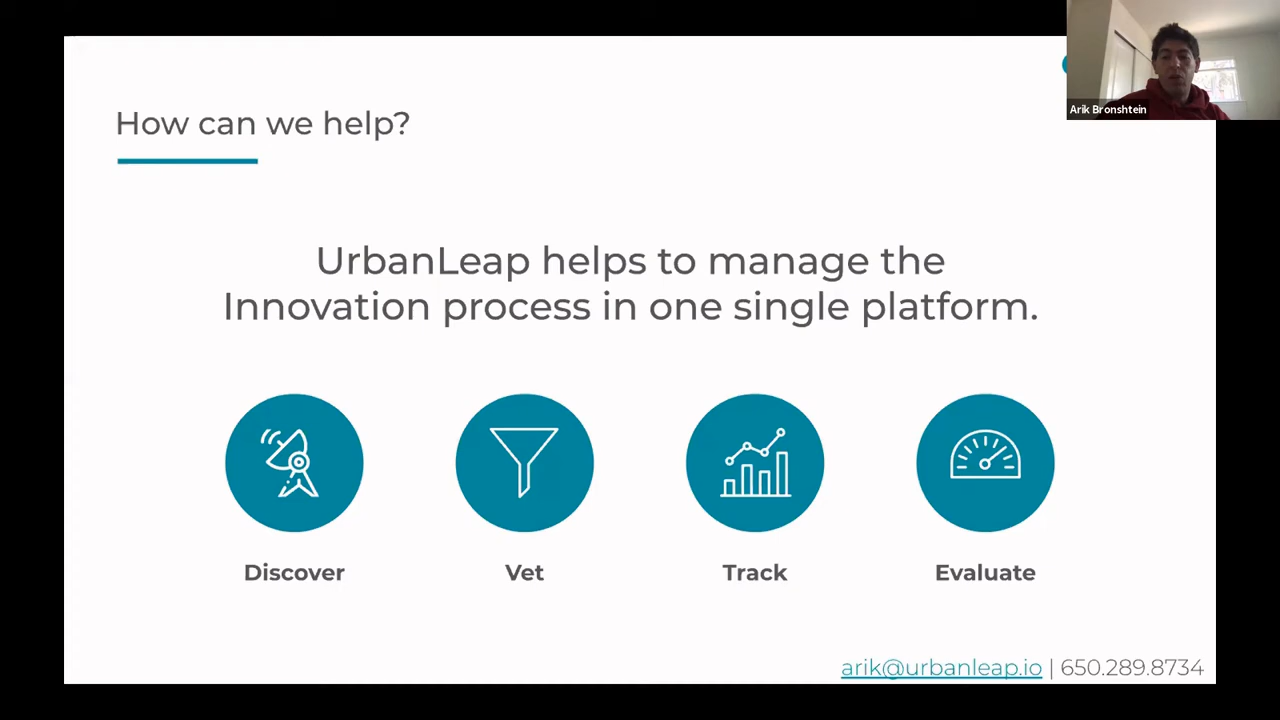 How can we help?
Arik Bronshtein
UrbanLeap helps to manage the
Innovation process in one single platform.
Discover
Vet
Track
Evaluate
arik@urbanleap.io | 650.289.8734